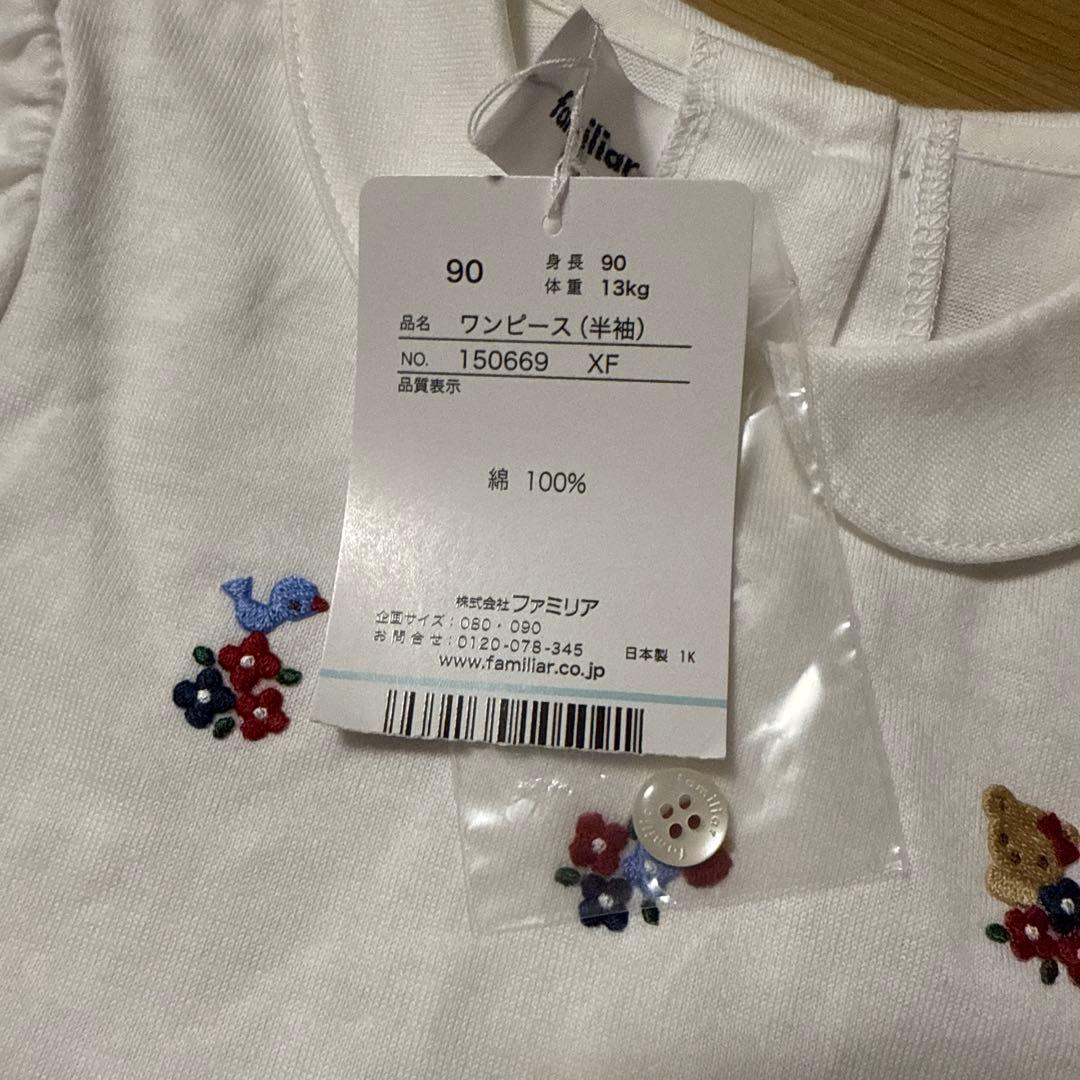 familiar
90
身長 90
体重 13kg
品名 ワンピース(半袖)
NO. 150669 XF
品質表示
綿 100%
株式会社ファミリア
企画サイズ：080・090
お問合せ：0120-078-345
日本製 1K
www.familiar.co.jp
familiar